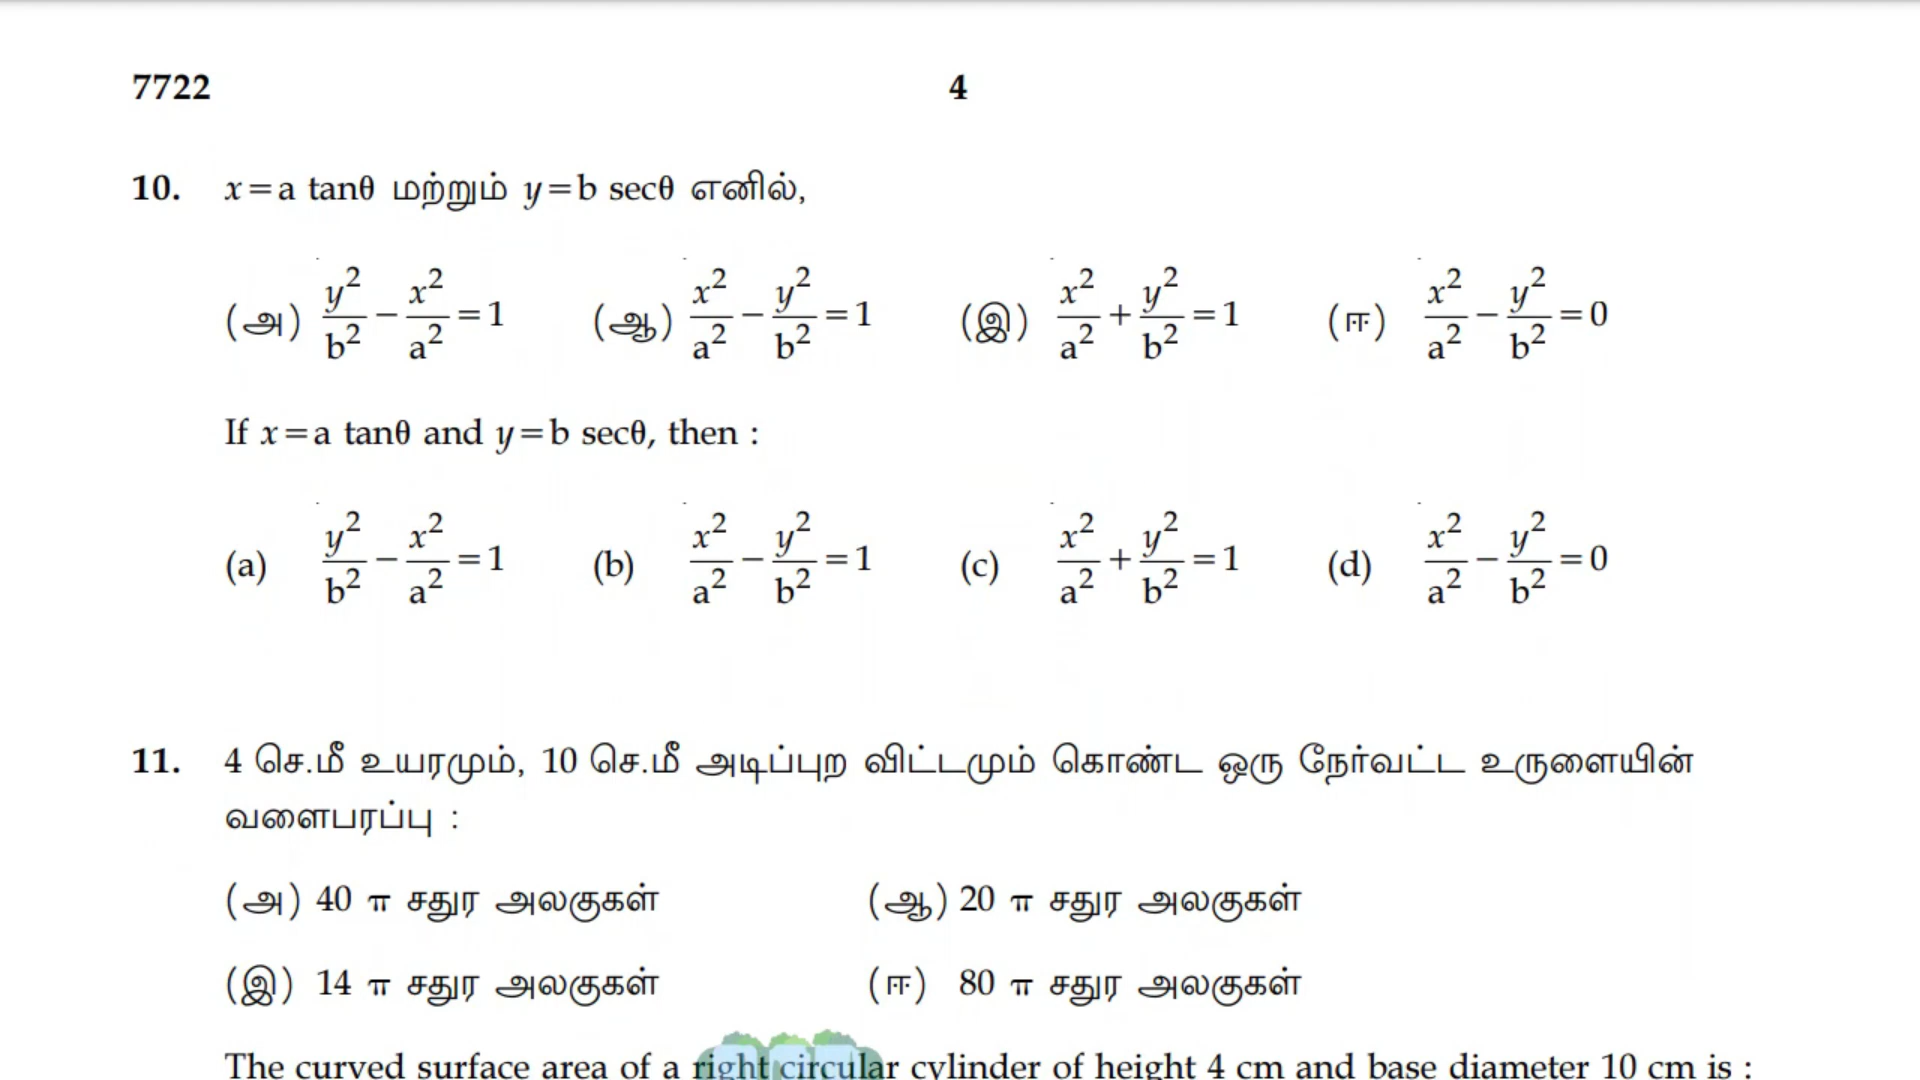 7722 4
10. x=a tanθ மற்றும் y=b secθ எனில்,
(அ) y²/b² − x²/a² =1 (ஆ) x²/a² − y²/b² =1 (இ) x²/a² + y²/b² =1 (ஈ) x²/a² − y²/b² =0
If x=a tanθ and y=b secθ, then :
(a) y²/b² − x²/a² =1 (b) x²/a² − y²/b² =1 (c) x²/a² + y²/b² =1 (d) x²/a² − y²/b² =0
11. 4 செ.மீ உயரமும், 10 செ.மீ அடிப்புற விட்டமும் கொண்ட ஒரு நேர்வட்ட உருளையின்
வளைபரப்பு :
(அ) 40 π சதுர அலகுகள் (ஆ) 20 π சதுர அலகுகள்
(இ) 14 π சதுர அலகுகள் (ஈ) 80 π சதுர அலகுகள்
The curved surface area of a right circular cylinder of height 4 cm and base diameter 10 cm is :